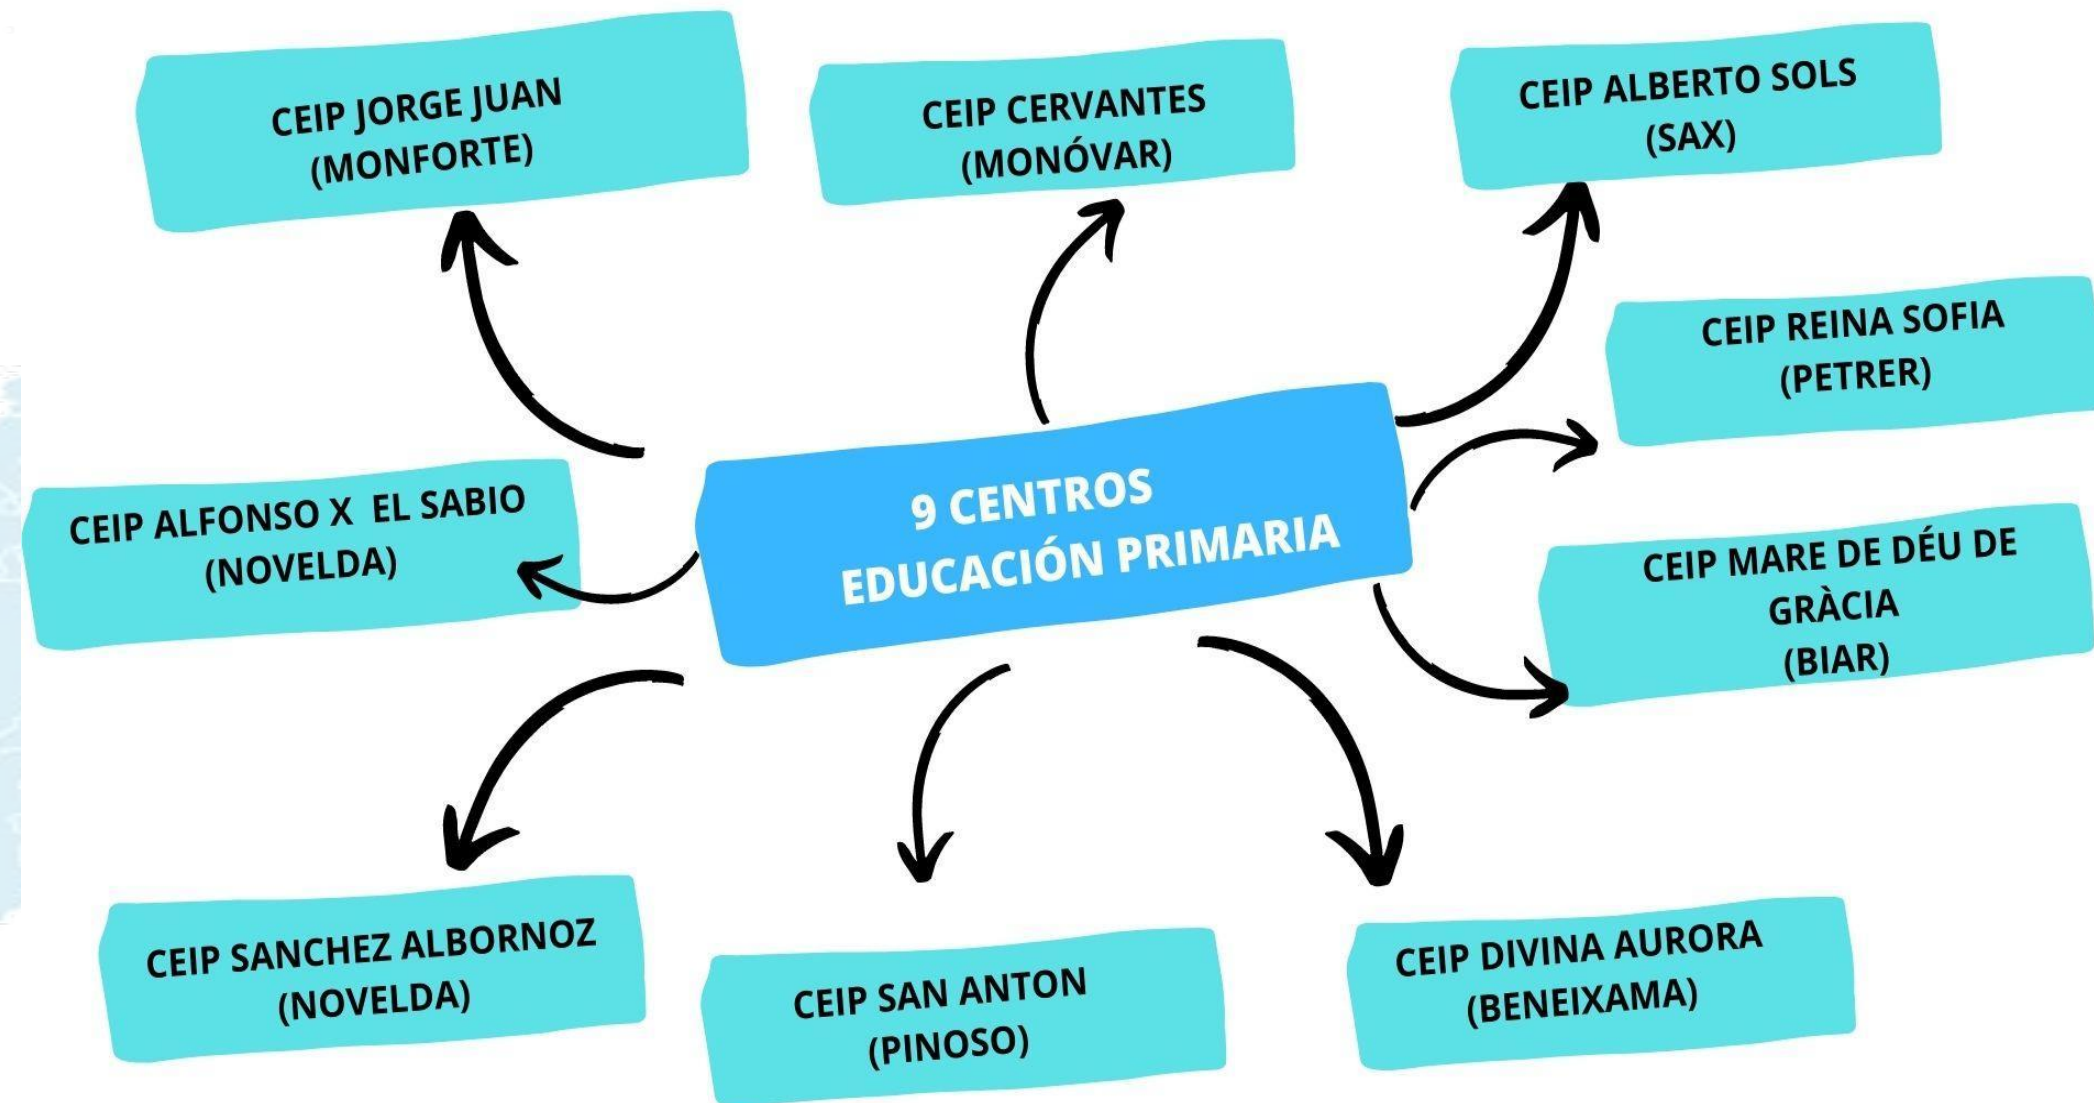 CEIP JORGE JUAN
(MONFORTE)
CEIP CERVANTES
(MONÓVAR)
CEIP ALBERTO SOLS
(SAX)
CEIP REINA SOFIA
(PETRER)
9 CENTROS
EDUCACIÓN PRIMARIA
CEIP ALFONSO X  EL SABIO
(NOVELDA)
CEIP MARE DE DÉU DE
GRÀCIA
(BIAR)
CEIP SANCHEZ ALBORNOZ
(NOVELDA)
CEIP SAN ANTON
(PINOSO)
CEIP DIVINA AURORA
(BENEIXAMA)